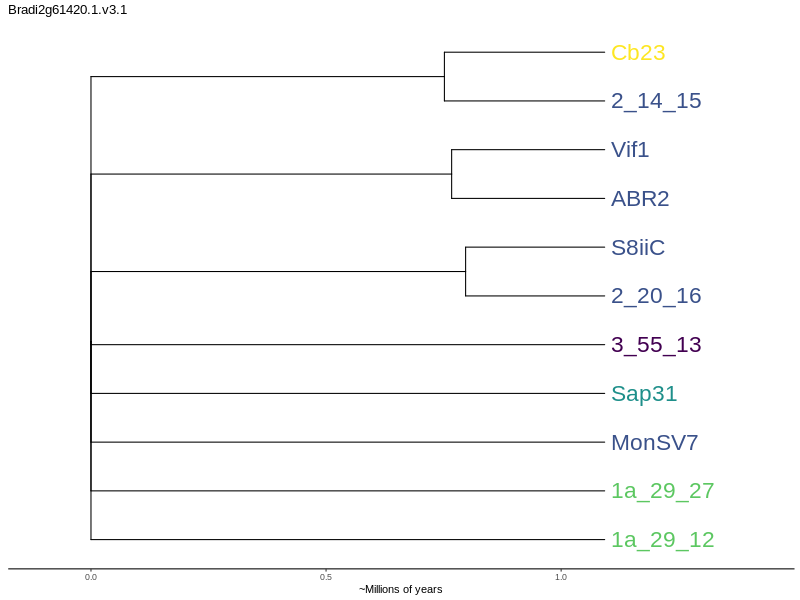 Bradi2g61420.1.v3.1
Cb23
2_14_15
Vif1
ABR2
S8iiC
2_20_16
3_55_13
Sap31
MonSV7
1a_29_27
1a_29_12
0.0 0.5 1.0
~Millions of years